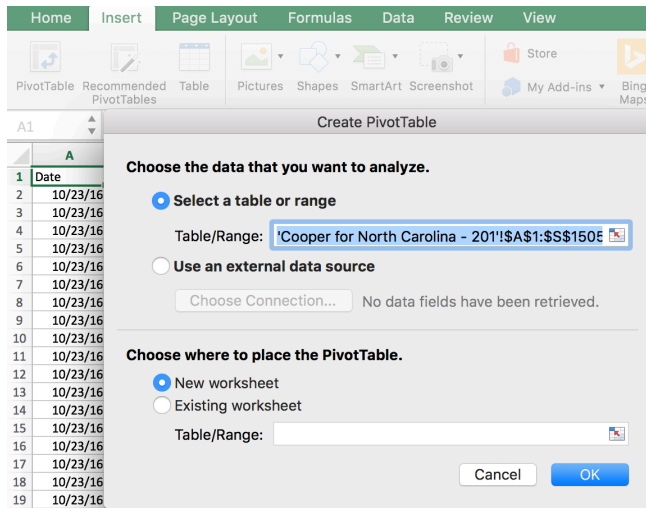 Home Insert Page Layout Formulas Data Review View
PivotTable Recommended PivotTables Table Pictures Shapes SmartArt Screenshot Store
My Add-ins Bing Maps
A1
Create PivotTable
A
Choose the data that you want to analyze.
1 Date
2 10/23/16
Select a table or range
3 10/23/16
4 10/23/16
Table/Range: 'Cooper for North Carolina - 201'!$A$1:$S$1505
5 10/23/16
6 10/23/16
Use an external data source
7 10/23/16
8 10/23/16
Choose Connection... No data fields have been retrieved.
9 10/23/16
10 10/23/16
11 10/23/16
Choose where to place the PivotTable.
12 10/23/16
New worksheet
13 10/23/16
14 10/23/16
Existing worksheet
15 10/23/16
Table/Range:
16 10/23/16
17 10/23/16
Cancel OK
18 10/23/16
19 10/23/16